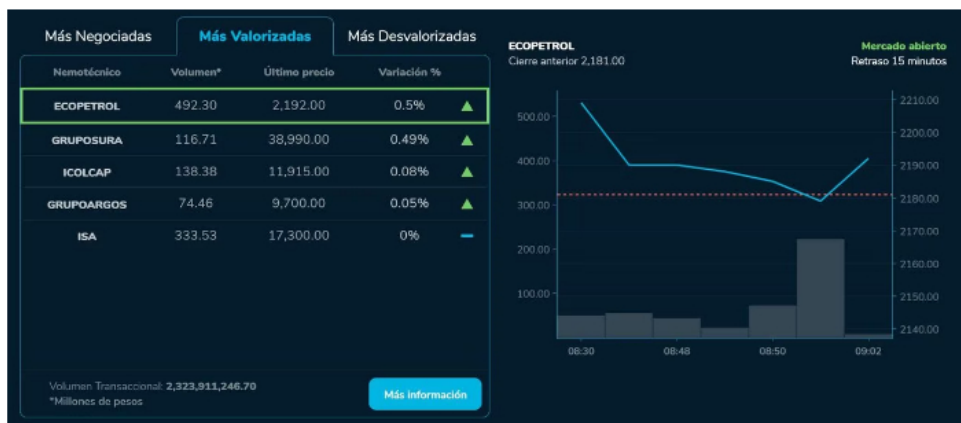 Más Negociadas Más Valorizadas Más Desvalorizadas
Nemotécnico Volumen* Último precio Variación %
ECOPETROL 492.30 2,192.00 0.5%
GRUPOSURA 116.71 38,990.00 0.49%
ICOLCAP 138.38 11,915.00 0.08%
GRUPOARGOS 74.46 9,700.00 0.05%
ISA 333.53 17,300.00 0%
Volumen Transaccional: 2,323,911,246.70
*Millones de pesos
Más información
ECOPETROL Mercado abierto
Cierre anterior 2,181.00 Retraso 15 minutos
500.00
400.00
300.00
200.00
100.00
2210.00
2200.00
2190.00
2180.00
2170.00
2160.00
2150.00
2140.00
08:30 08:48 08:50 09:02